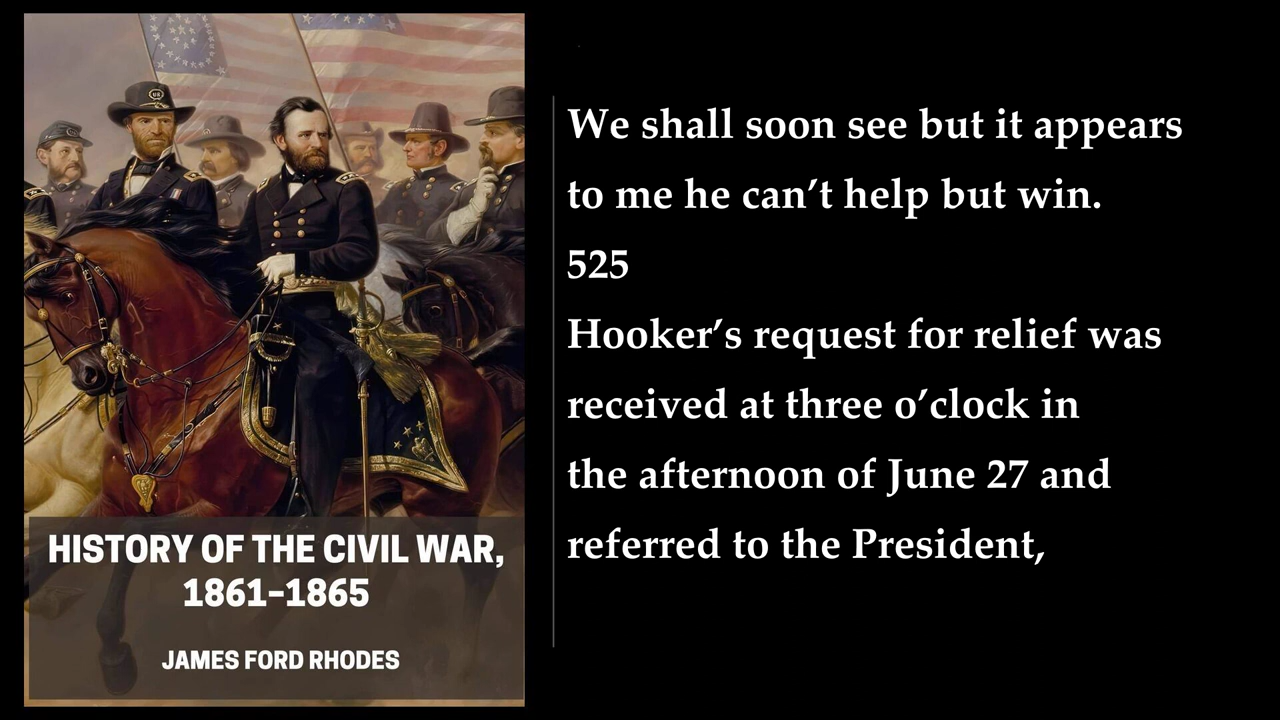 HISTORY OF THE CIVIL WAR,
1861–1865
JAMES FORD RHODES
We shall soon see but it appears
to me he can’t help but win.
525
Hooker’s request for relief was
received at three o’clock in
the afternoon of June 27 and
referred to the President,